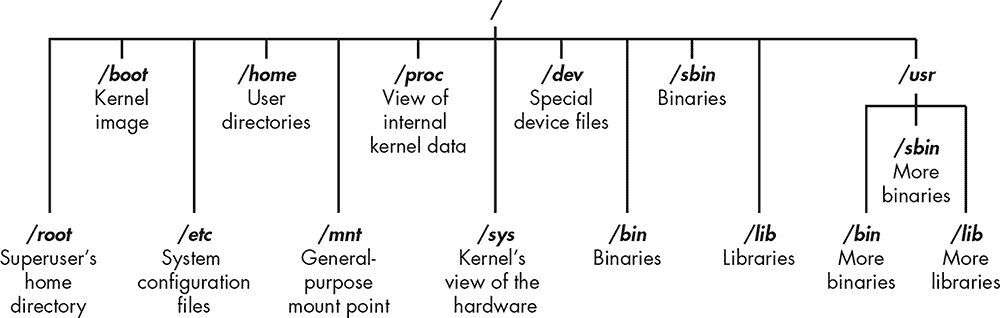 /
/boot
Kernel
image
/home
User
directories
/proc
View of
internal
kernel data
/dev
Special
device files
/sbin
Binaries
/usr
/sbin
More
binaries
/root
Superuser’s
home
directory
/etc
System
configuration
files
/mnt
General-
purpose
mount point
/sys
Kernel’s
view of the
hardware
/bin
Binaries
/lib
Libraries
/bin
More
binaries
/lib
More
libraries